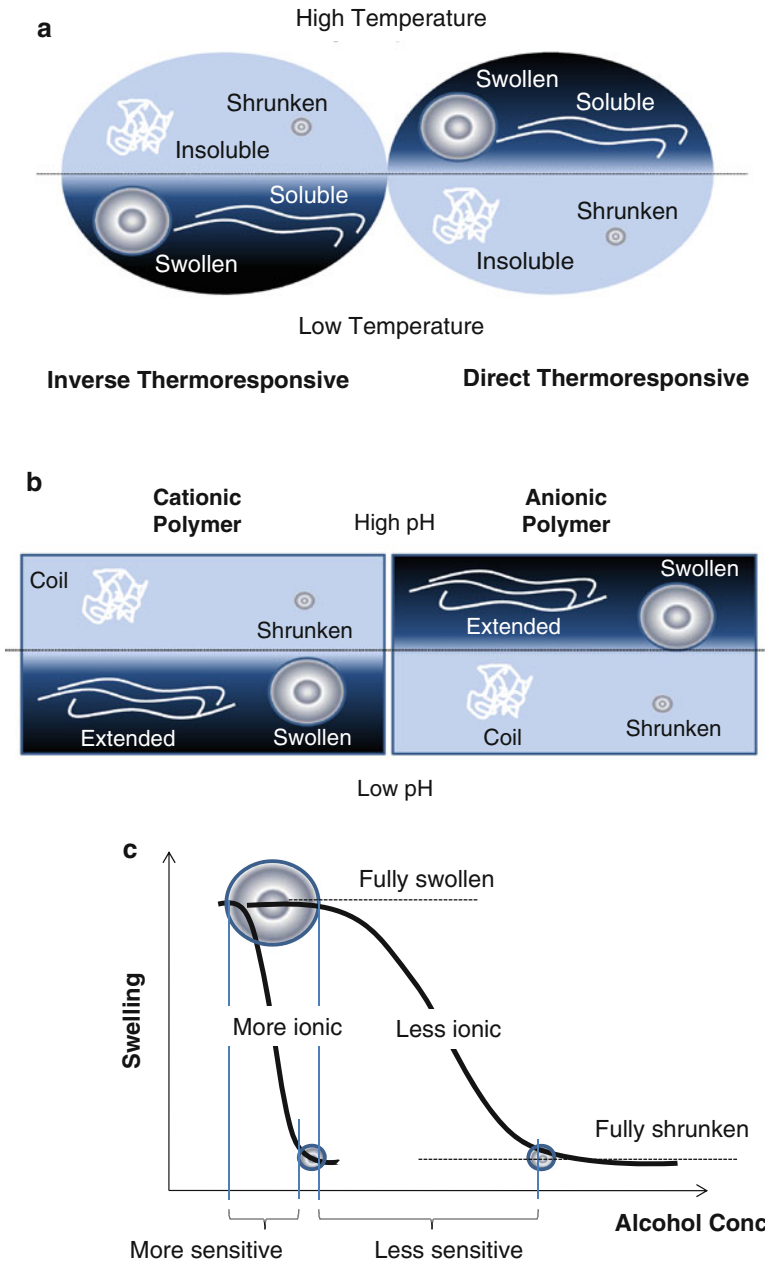 a
High Temperature
Shrunken
Insoluble
Swollen
Soluble
Soluble
Swollen
Shrunken
Insoluble
Low Temperature
Inverse Thermoresponsive
Direct Thermoresponsive
b
Cationic
Polymer
High pH
Anionic
Polymer
Coil
Shrunken
Swollen
Extended
Extended
Swollen
Coil
Shrunken
Low pH
c
Fully swollen
Swelling
More ionic
Less ionic
Fully shrunken
Alcohol Conc
More sensitive
Less sensitive